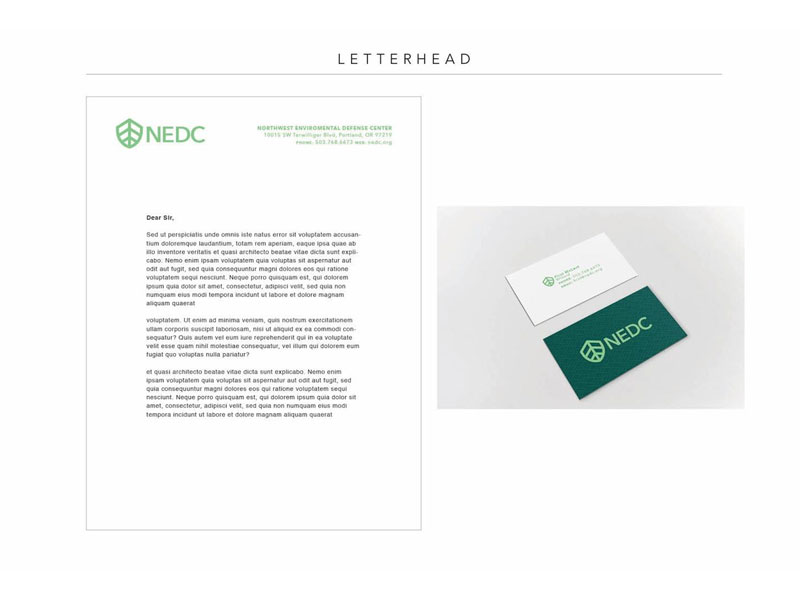 LETTERHEAD
NEDC
NORTHWEST ENVIROMENTAL DEFENSE CENTER
10015 SW Terwilliger Blvd, Portland, OR 97219
PHONE. 503.768.6673 WEB. nedc.org
Dear Sir,
Sed ut perspiciatis unde omnis iste natus error sit voluptatem accusan-
tium doloremque laudantium, totam rem aperiam, eaque ipsa quae ab
illo inventore veritatis et quasi architecto beatae vitae dicta sunt expli-
cabo. Nemo enim ipsam voluptatem quia voluptas sit aspernatur aut
odit aut fugit, sed quia consequuntur magni dolores eos qui ratione
voluptatem sequi nesciunt. Neque porro quisquam est, qui dolorem
ipsum quia dolor sit amet, consectetur, adipisci velit, sed quia non
numquam eius modi tempora incidunt ut labore et dolore magnam
aliquam quaerat
voluptatem. Ut enim ad minima veniam, quis nostrum exercitationem
ullam corporis suscipit laboriosam, nisi ut aliquid ex ea commodi con-
sequatur? Quis autem vel eum iure reprehenderit qui in ea voluptate
velit esse quam nihil molestiae consequatur, vel illum qui dolorem eum
fugiat quo voluptas nulla pariatur?
et quasi architecto beatae vitae dicta sunt explicabo. Nemo enim
ipsam voluptatem quia voluptas sit aspernatur aut odit aut fugit, sed
quia consequuntur magni dolores eos qui ratione voluptatem sequi
nesciunt. Neque porro quisquam est, qui dolorem ipsum quia dolor sit
amet, consectetur, adipisci velit, sed quia non numquam eius modi
tempora incidunt ut labore et dolore magnam aliquam quaerat
NEDC